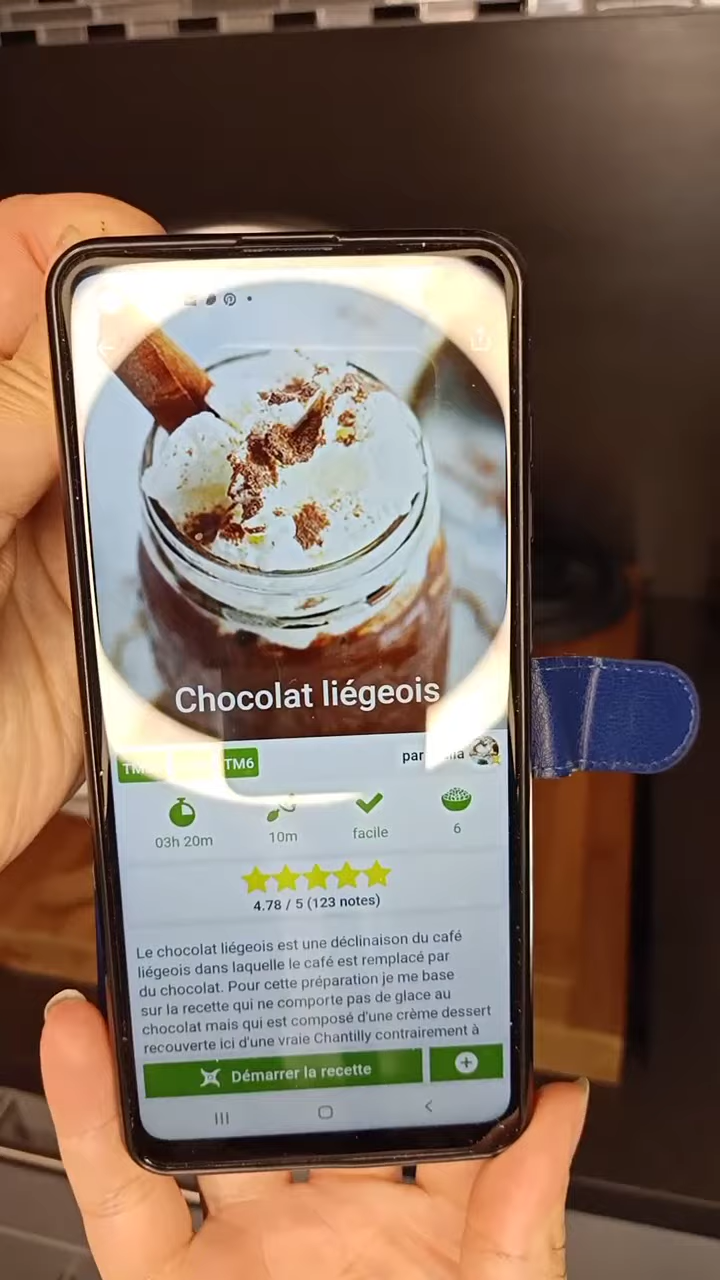 Chocolat liégeois
TM6
par
03h 20m
10m
facile
6
4.78 / 5 (123 notes)
Le chocolat liégeois est une déclinaison du café
liégeois dans laquelle le café est remplacé par
du chocolat. Pour cette préparation je me base
sur la recette qui ne comporte pas de glace au
chocolat mais qui est composé d'une crème dessert
recouverte ici d'une vraie Chantilly contrairement à
Démarrer la recette